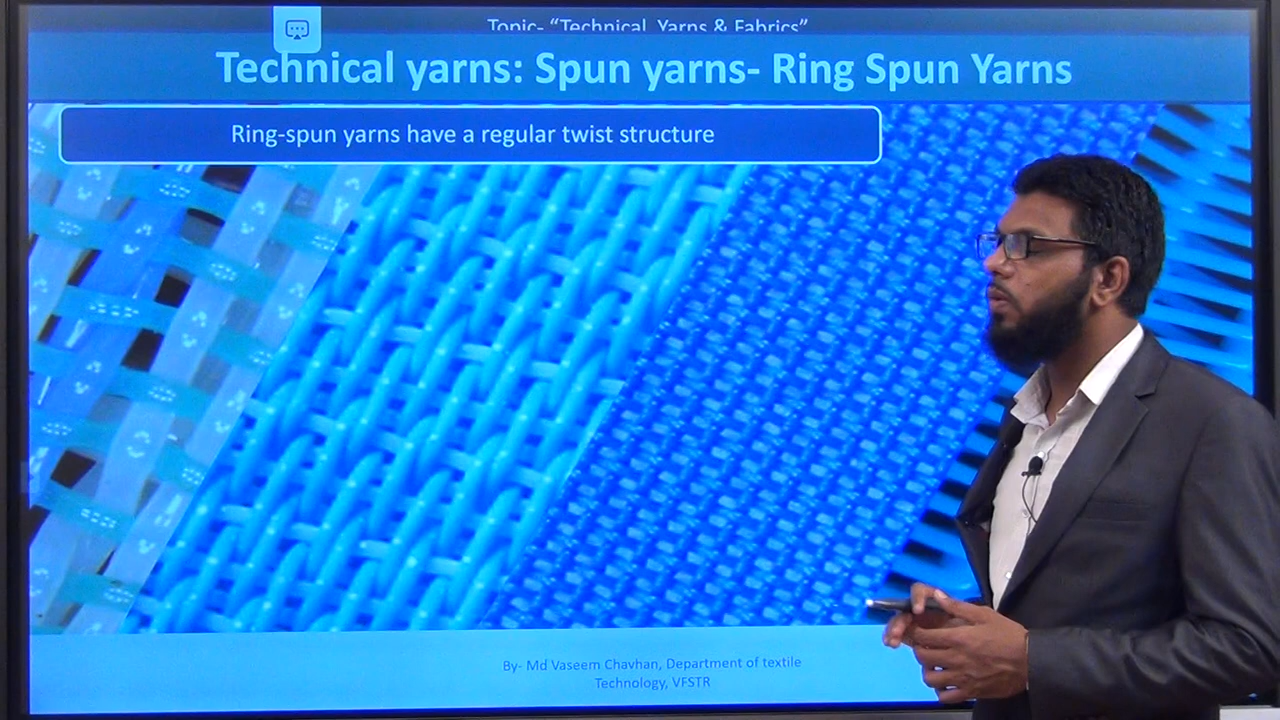 Topic- “Technical Yarns & Fabrics”
Technical yarns: Spun yarns- Ring Spun Yarns
Ring-spun yarns have a regular twist structure
By- Md Vaseem Chavhan, Department of textile
Technology, VFSTR